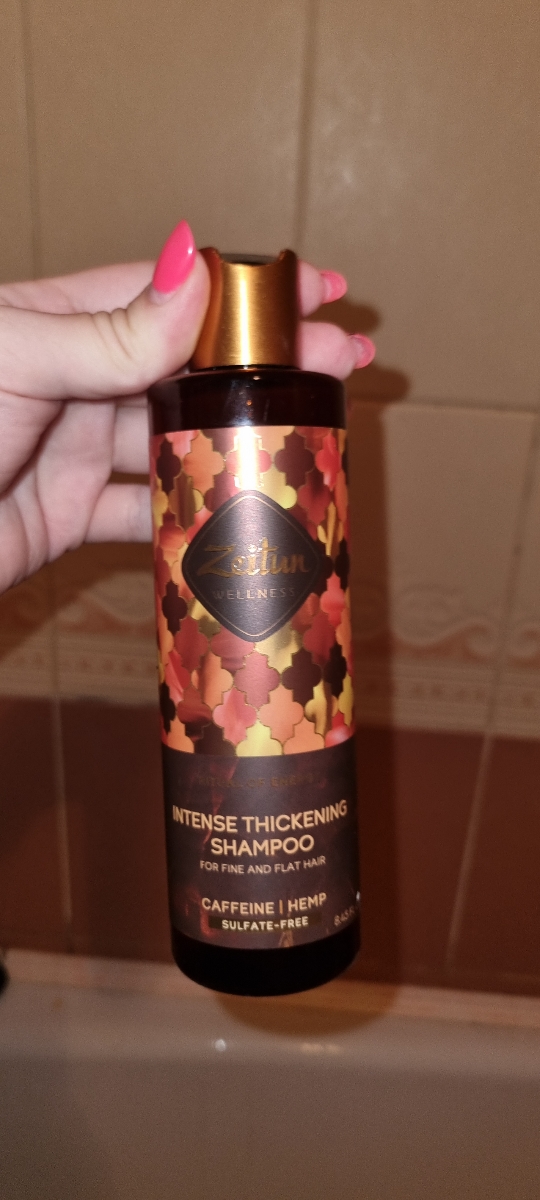 Zeitun
WELLNESS
INTENSE THICKENING
SHAMPOO
FOR FINE AND FLAT HAIR
CAFFEINE | HEMP
SULFATE-FREE